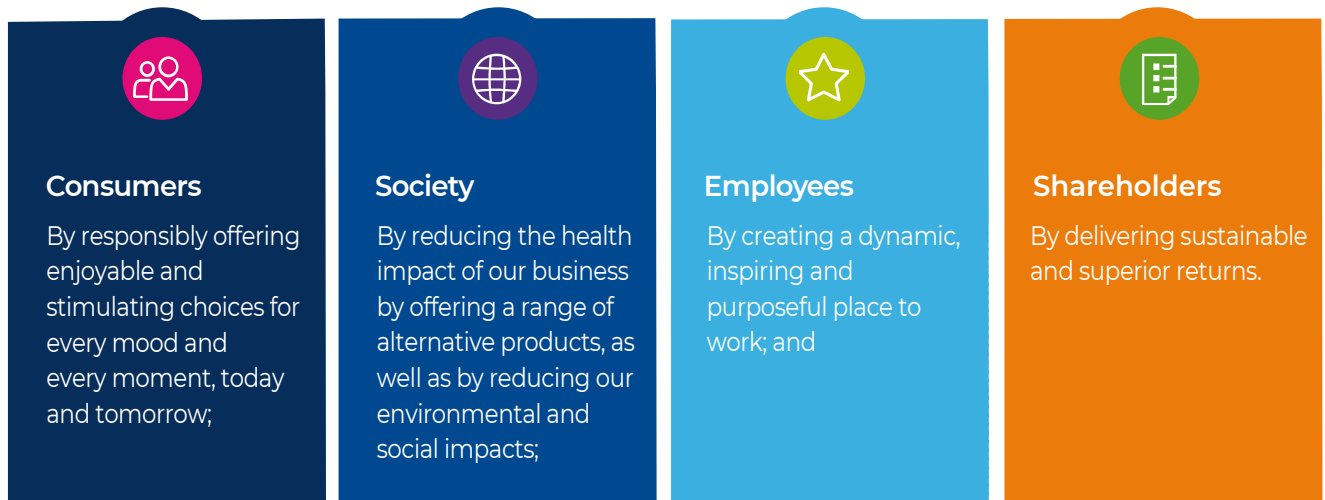 Consumers
By responsibly offering
enjoyable and
stimulating choices for
every mood and
every moment, today
and tomorrow;
Society
By reducing the health
impact of our business
by offering a range of
alternative products, as
well as by reducing our
environmental and
social impacts;
Employees
By creating a dynamic,
inspiring and
purposeful place to
work; and
Shareholders
By delivering sustainable
and superior returns.